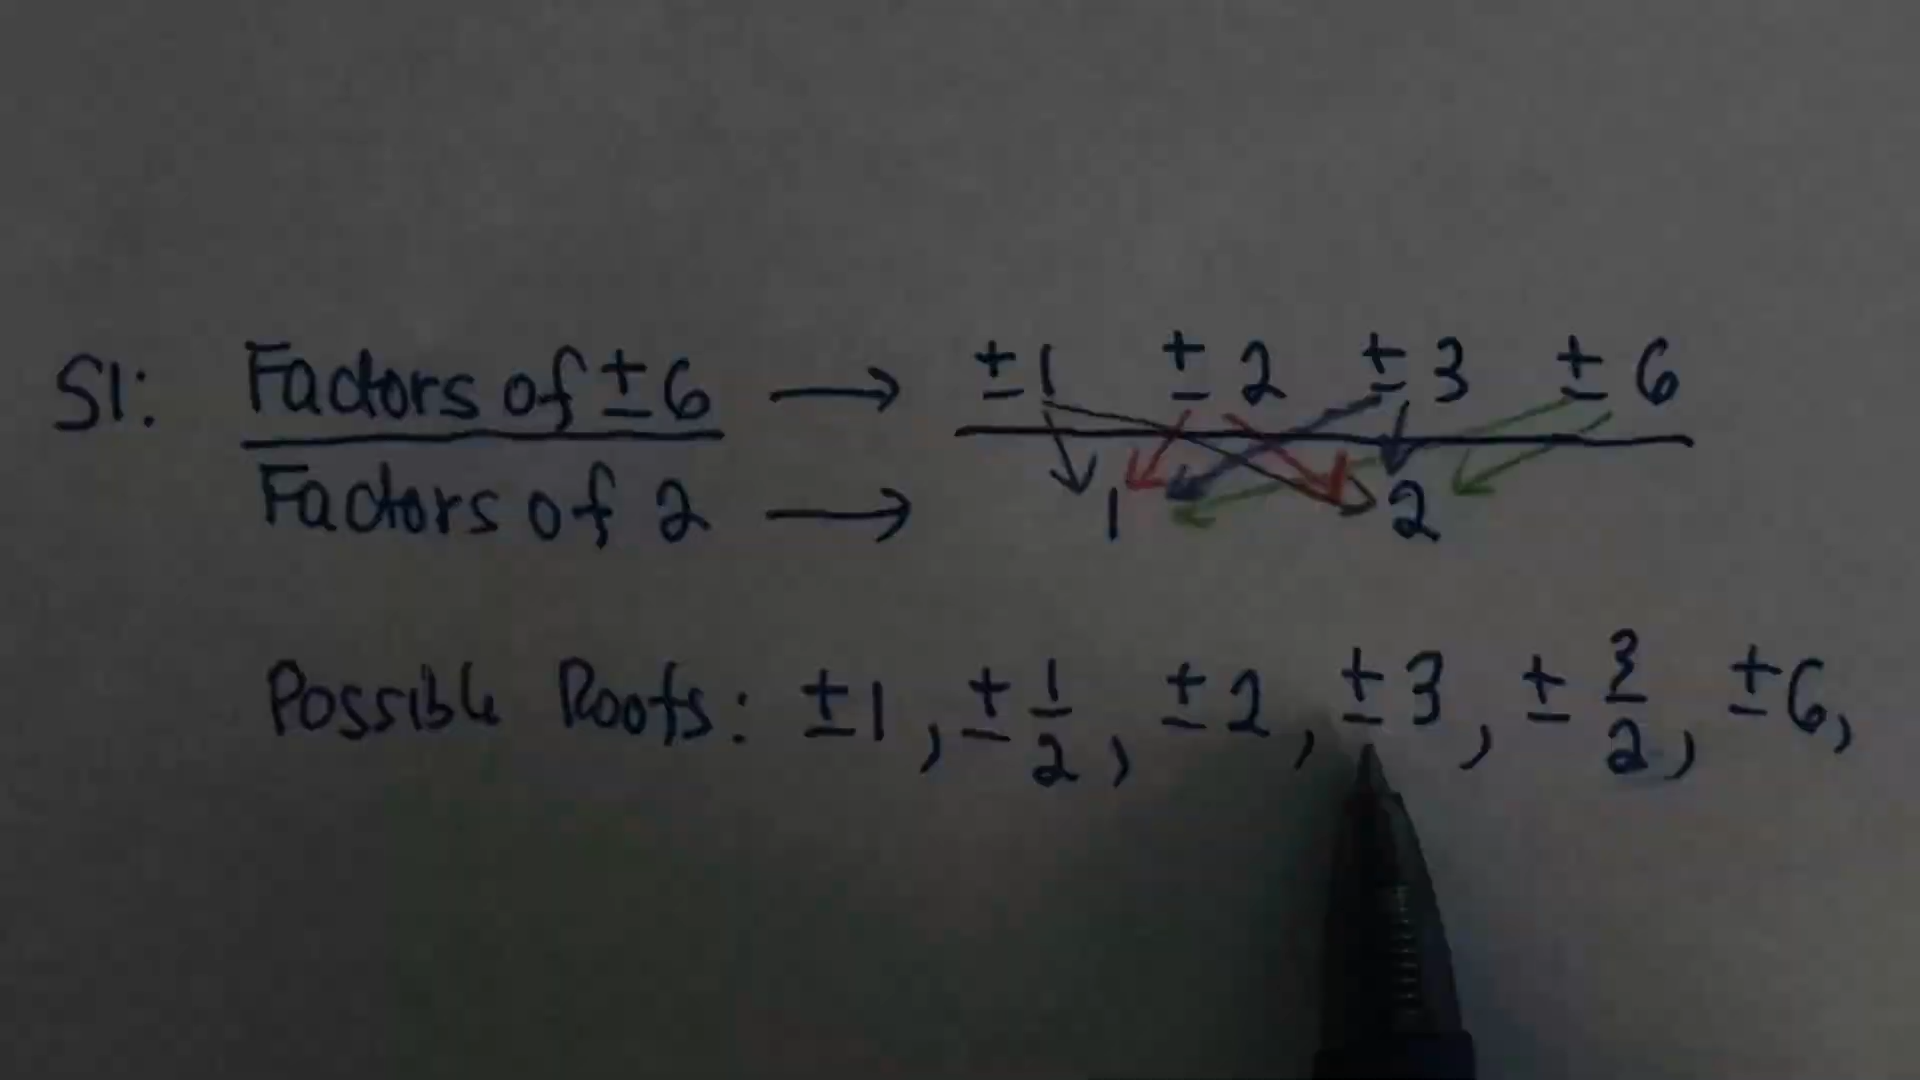 S1: Factors of ±6 → ±1 ±2 ±3 ±6
Factors of 2 → 1 2
Possible Roots: ±1, ±1/2, ±2, ±3, ±3/2, ±6,